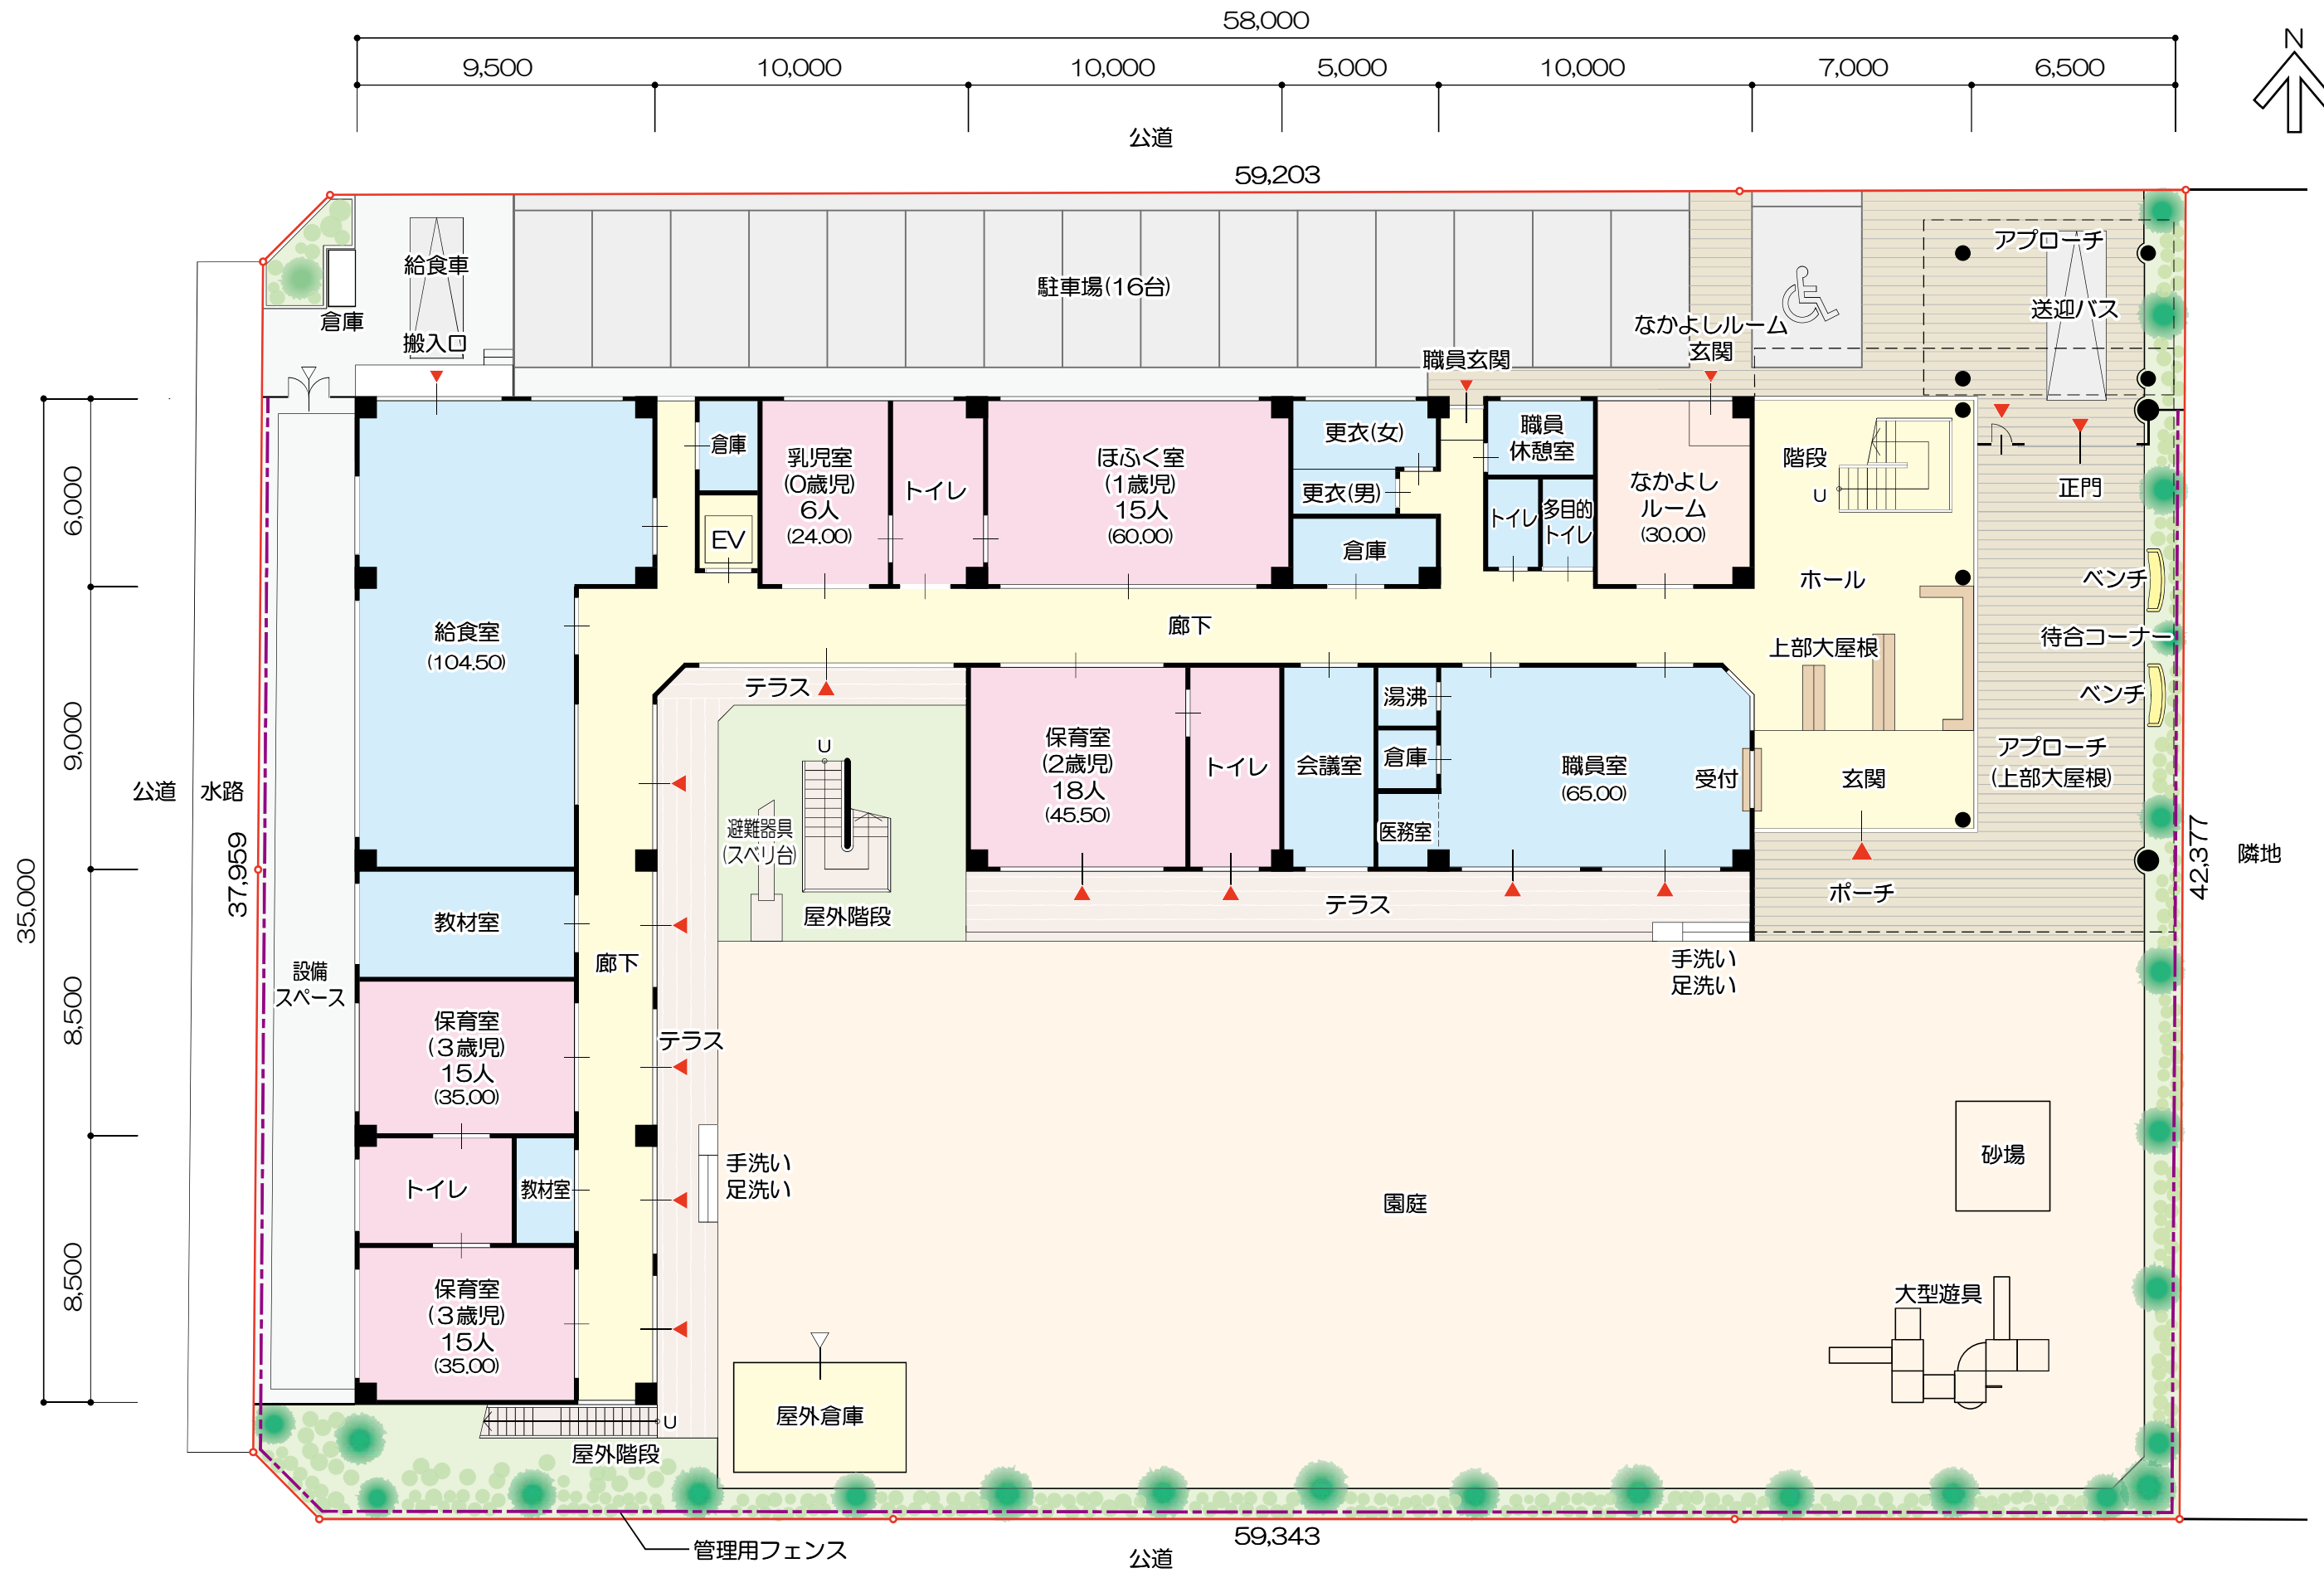 58,000
9,500
10,000
10,000
5,000
10,000
7,000
6,500
N
公道
59,203
アプローチ
給食車
駐車場(16台)
送迎バス
倉庫
搬入口
なかよしルーム
玄関
職員玄関
6,000
9,000
8,500
8,500
35,000
倉庫
EV
乳児室
(0歳児)
6人
(24.00)
トイレ
ほふく室
(1歳児)
15人
(60.00)
更衣(女)
更衣(男)
倉庫
職員
休憩室
トイレ
多目的
トイレ
なかよし
ルーム
(30.00)
階段
U
正門
ホール
ベンチ
待合コーナー
ベンチ
給食室
(104.50)
廊下
上部大屋根
テラス
湯沸
保育室
(2歳児)
18人
(45.50)
トイレ
会議室
倉庫
医務室
職員室
(65.00)
受付
玄関
アプローチ
(上部大屋根)
U
避難器具
(スベリ台)
屋外階段
公道
水路
37,959
42,377
隣地
テラス
ポーチ
手洗い
足洗い
教材室
廊下
設備
スペース
保育室
(3歳児)
15人
(35.00)
テラス
トイレ
教材室
手洗い
足洗い
園庭
砂場
大型遊具
保育室
(3歳児)
15人
(35.00)
屋外倉庫
U
屋外階段
管理用フェンス
59,343
公道